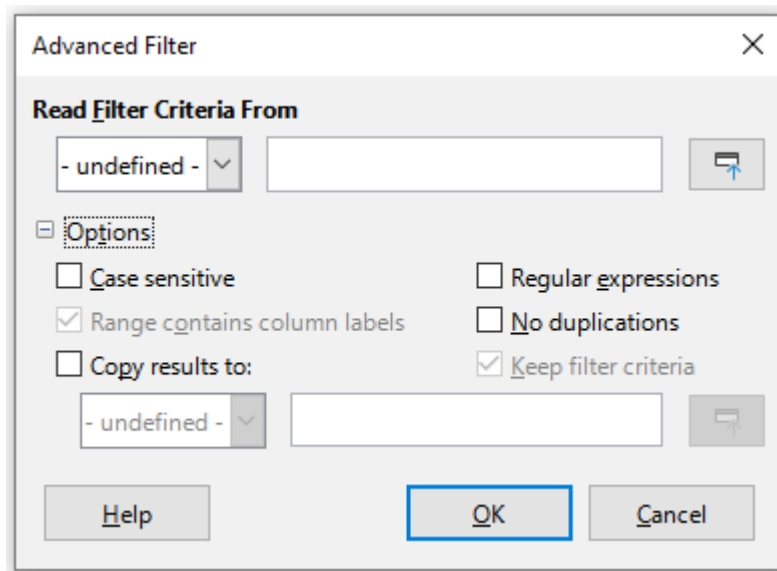 Advanced Filter
Read Filter Criteria From
- undefined -
Options
Case sensitive
Regular expressions
Range contains column labels
No duplications
Copy results to:
Keep filter criteria
- undefined -
Help
OK
Cancel